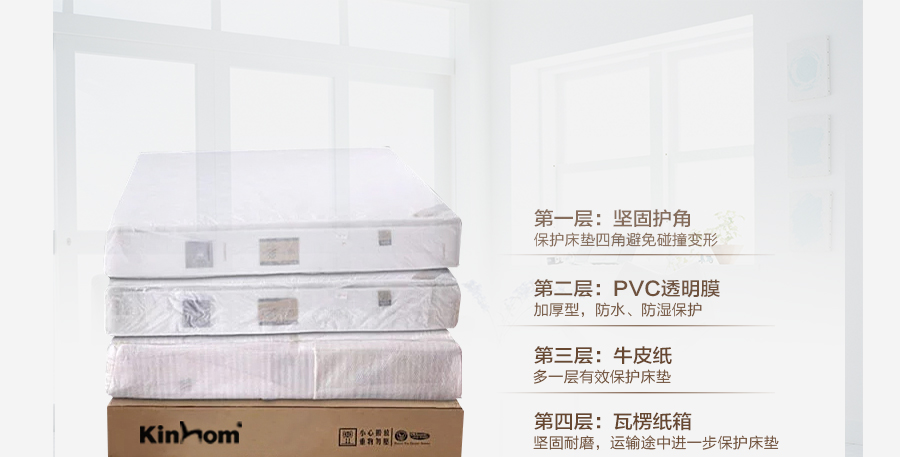 第一层：坚固护角
保护床垫四角避免碰撞变形
第二层：PVC透明膜
加厚型，防水、防湿保护
第三层：牛皮纸
多一层有效保护床垫
第四层：瓦楞纸箱
坚固耐磨，运输途中进一步保护床垫
Kinhom